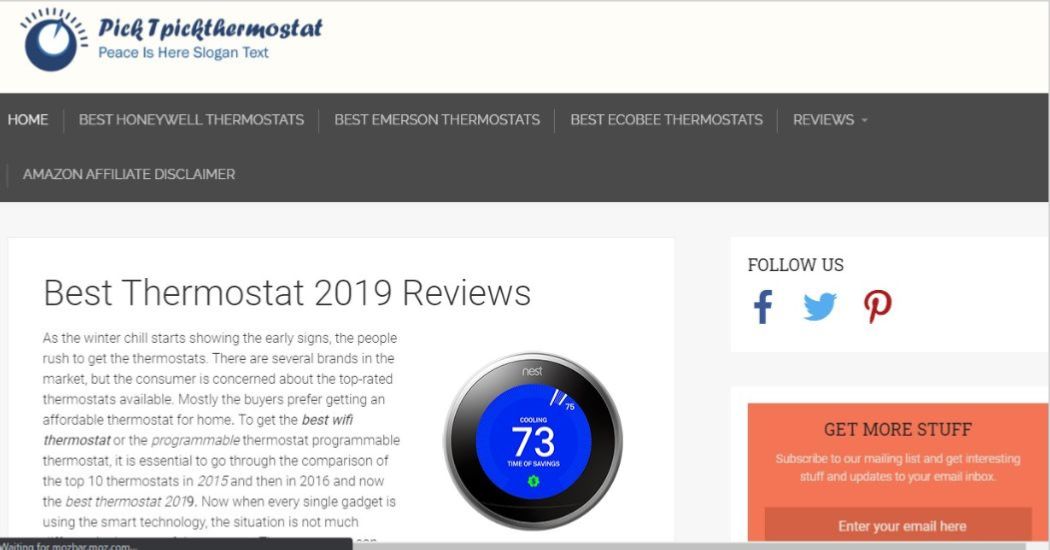 Pick Tpickthermostat
Peace Is Here Slogan Text
HOME
BEST HONEYWELL THERMOSTATS
BEST EMERSON THERMOSTATS
BEST ECOBEE THERMOSTATS
REVIEWS
AMAZON AFFILIATE DISCLAIMER
Best Thermostat 2019 Reviews
As the winter chill starts showing the early signs, the people
rush to get the thermostats. There are several brands in the
market, but the consumer is concerned about the top-rated
thermostats available. Mostly the buyers prefer getting an
affordable thermostat for home. To get the best wifi
thermostat or the programmable thermostat programmable
thermostat, it is essential to go through the comparison of
the top 10 thermostats in 2015 and then in 2016 and now
the best thermostat 2019. Now when every single gadget is
using the smart technology, the situation is not much
nest
75
COOLING
73
TIME OF SAVINGS
FOLLOW US
GET MORE STUFF
Subscribe to our mailing list and get interesting
stuff and updates to your email inbox.
Enter your email here
Waiting for mozbar.moz.com...